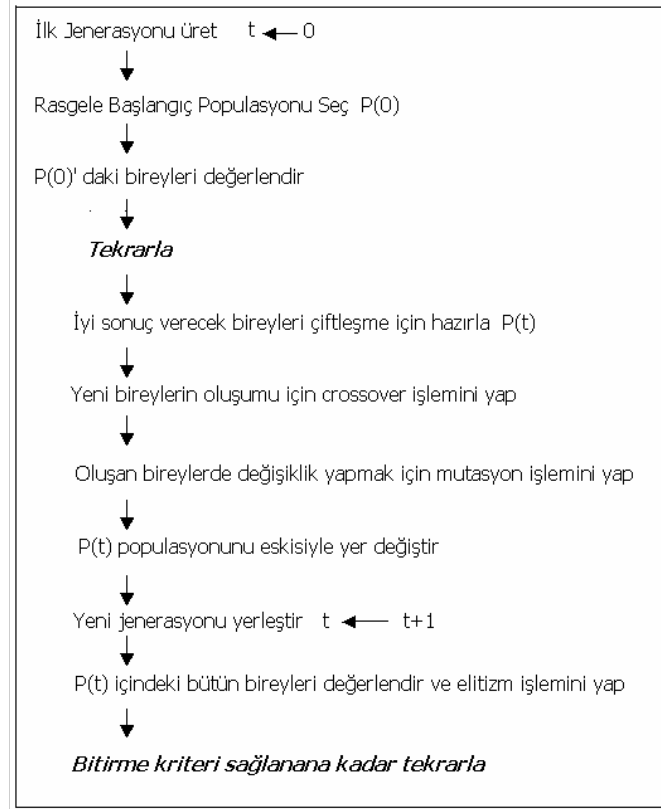 İlk Jenerasyonu üret t ← 0
Rasgele Başlangıç Populasyonu Seç P(0)
P(0)' daki bireyleri değerlendir
Tekrarla
İyi sonuç verecek bireyleri çiftleşme için hazırla P(t)
Yeni bireylerin oluşumu için crossover işlemini yap
Oluşan bireylerde değişiklik yapmak için mutasyon işlemini yap
P(t) populasyonunu eskisiyle yer değiştir
Yeni jenerasyonu yerleştir t ← t+1
P(t) içindeki bütün bireyleri değerlendir ve elitizm işlemini yap
Bitirme kriteri sağlanana kadar tekrarla